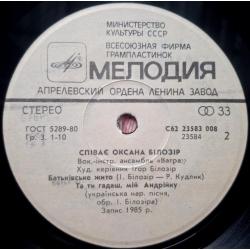 МИНИСТЕРСТВО
КУЛЬТУРЫ СССР
ВСЕСОЮЗНАЯ ФИРМА
ГРАМПЛАСТИНОК
МЕЛОДИЯ
АПРЕЛЕВСКИЙ ОРДЕНА ЛЕНИНА ЗАВОД
СТЕРЕО
33
ГОСТ 5289-80
Гр. 3. 1-10
С62 23583 008
23584
2
СПІВАЄ ОКСАНА БІЛОЗІР
Вок.-інстр. ансамбль «Ватра»
Худ. керівник Ігор Білозір
Батьківське жито (І. Білозір — Р. Кудлик)
Та ти гадаш, мій Андрійку
(українська нар. пісня,
обр. І. Білозіра)
Запис 1985 р.